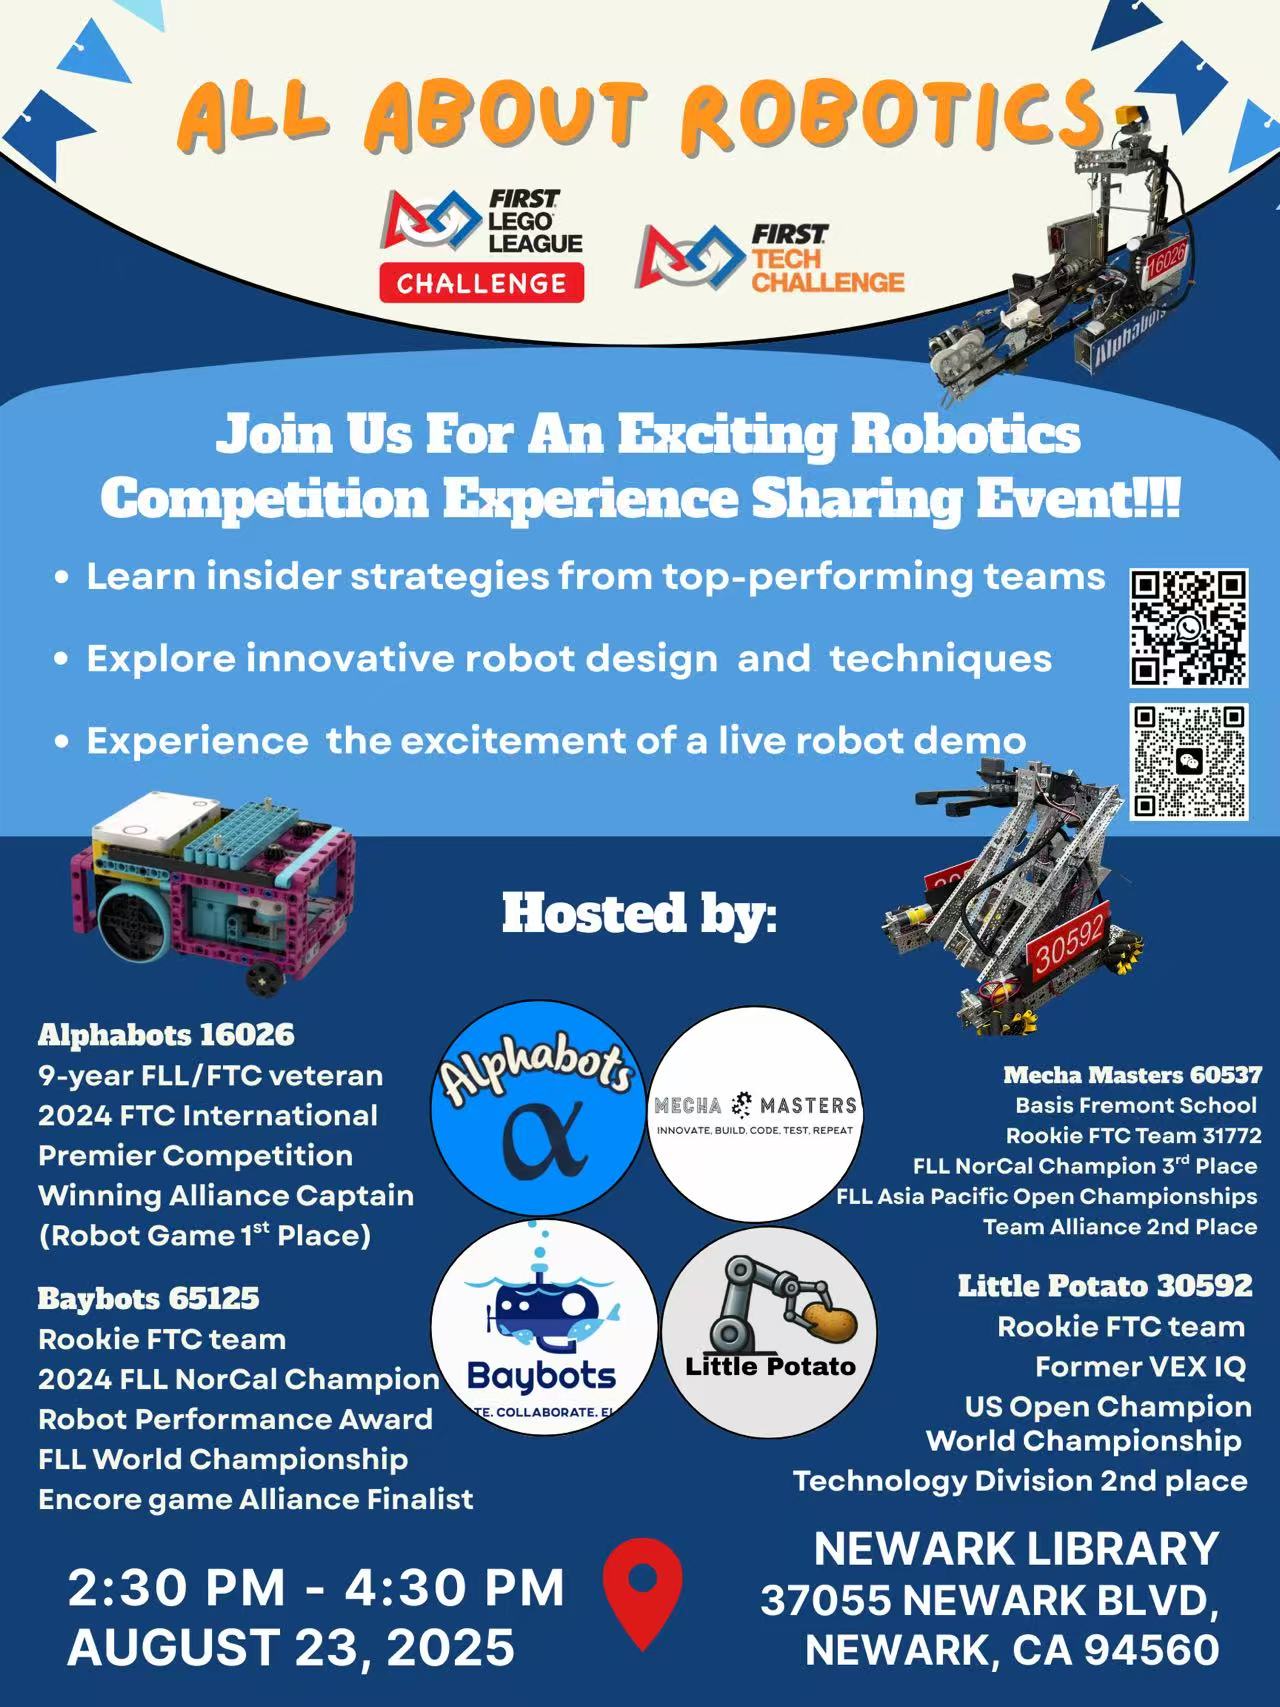 ALL ABOUT ROBOTICS
FIRST
LEGO
LEAGUE
CHALLENGE
FIRST
TECH
CHALLENGE
16026
Alphabots
Join Us For An Exciting Robotics
Competition Experience Sharing Event!!!
• Learn insider strategies from top-performing teams
• Explore innovative robot design and techniques
• Experience the excitement of a live robot demo
30592
Hosted by:
Alphabots 16026
9-year FLL/FTC veteran
2024 FTC International
Premier Competition
Winning Alliance Captain
(Robot Game 1st Place)
Baybots 65125
Rookie FTC team
2024 FLL NorCal Champion
Robot Performance Award
FLL World Championship
Encore game Alliance Finalist
Alphabots
α
MECHA MASTERS
INNOVATE, BUILD, CODE, TEST, REPEAT
Baybots
TE. COLLABORATE. EL
Little Potato
Mecha Masters 60537
Basis Fremont School
Rookie FTC Team 31772
FLL NorCal Champion 3rd Place
FLL Asia Pacific Open Championships
Team Alliance 2nd Place
Little Potato 30592
Rookie FTC team
Former VEX IQ
US Open Champion
World Championship
Technology Division 2nd place
2:30 PM - 4:30 PM
AUGUST 23, 2025
NEWARK LIBRARY
37055 NEWARK BLVD,
NEWARK, CA 94560